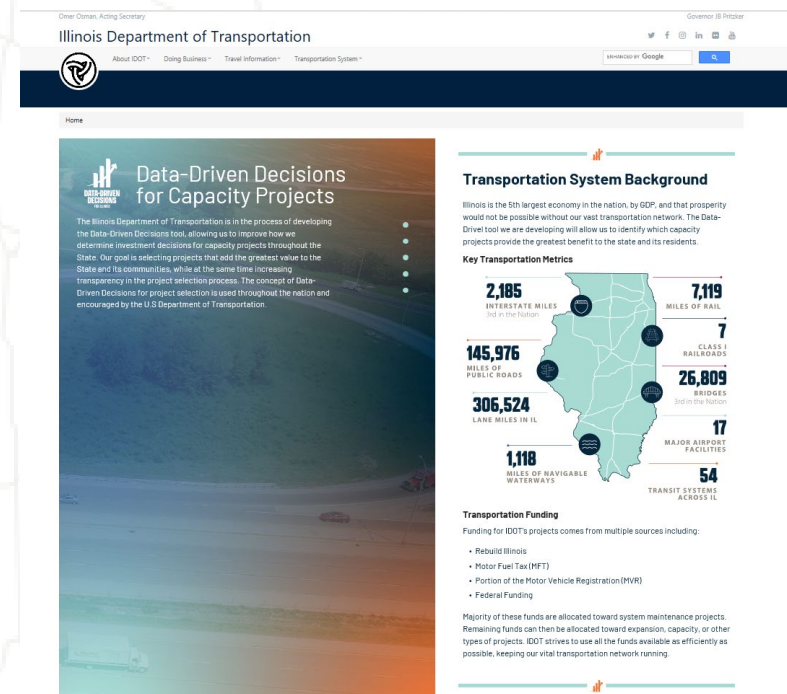 Omer Osman, Acting Secretary
Governor JB Pritzker
Illinois Department of Transportation
About IDOT
Doing Business
Travel Information
Transportation System
ENHANCED BY Google
Home
DATA-DRIVEN
DECISIONS
FOR ILLINOIS
Data-Driven Decisions
for Capacity Projects
The Illinois Department of Transportation is in the process of developing
the Data-Driven Decisions tool, allowing us to improve how we
determine investment decisions for capacity projects throughout the
State. Our goal is selecting projects that add the greatest value to the
State and its communities, while at the same time increasing
transparency in the project selection process. The concept of Data-
Driven Decisions for project selection is used throughout the nation and
encouraged by the U.S Department of Transportation.
Transportation System Background
Illinois is the 5th largest economy in the nation, by GDP, and that prosperity
would not be possible without our vast transportation network. The Data-
Drivel tool we are developing will allow us to identify which capacity
projects provide the greatest benefit to the state and its residents.
Key Transportation Metrics
2,185
INTERSTATE MILES
3rd in the Nation
7,119
MILES OF RAIL
7
CLASS I
RAILROADS
145,976
MILES OF
PUBLIC ROADS
26,809
BRIDGES
3rd in the Nation
306,524
LANE MILES IN IL
17
MAJOR AIRPORT
FACILITIES
1,118
MILES OF NAVIGABLE
WATERWAYS
54
TRANSIT SYSTEMS
ACROSS IL
Transportation Funding
Funding for IDOT's projects comes from multiple sources including:
• Rebuild Illinois
• Motor Fuel Tax (MFT)
• Portion of the Motor Vehicle Registration (MVR)
• Federal Funding
Majority of these funds are allocated toward system maintenance projects.
Remaining funds can then be allocated toward expansion, capacity, or other
types of projects. IDOT strives to use all the funds available as efficiently as
possible, keeping our vital transportation network running.